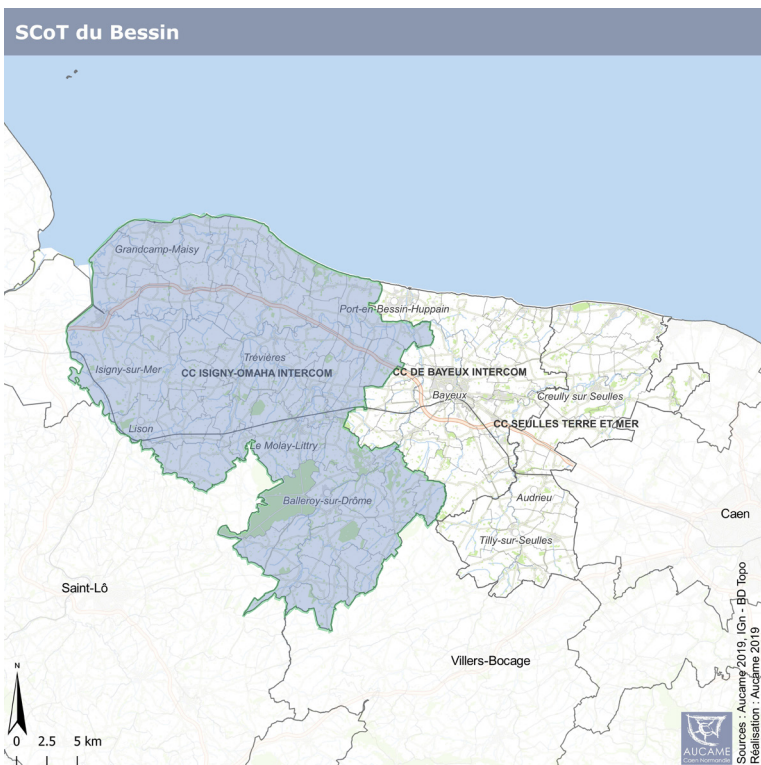 SCoT du Bessin
Grandcamp-Maisy
Port-en-Bessin-Huppain
Trévières
Isigny-sur-Mer
CC ISIGNY-OMAHA INTERCOM
CC DE BAYEUX INTERCOM
Bayeux
Creully sur Seulles
CC SEULLES TERRE ET MER
Lison
Le Molay-Littry
Balleroy-sur-Drôme
Audrieu
Caen
Tilly-sur-Seulles
Saint-Lô
Villers-Bocage
N
0 2.5 5 km
AUCAME
Caen Normandie
Sources : Aucame 2019, IGn - BD Topo
Réalisation : Aucame 2019